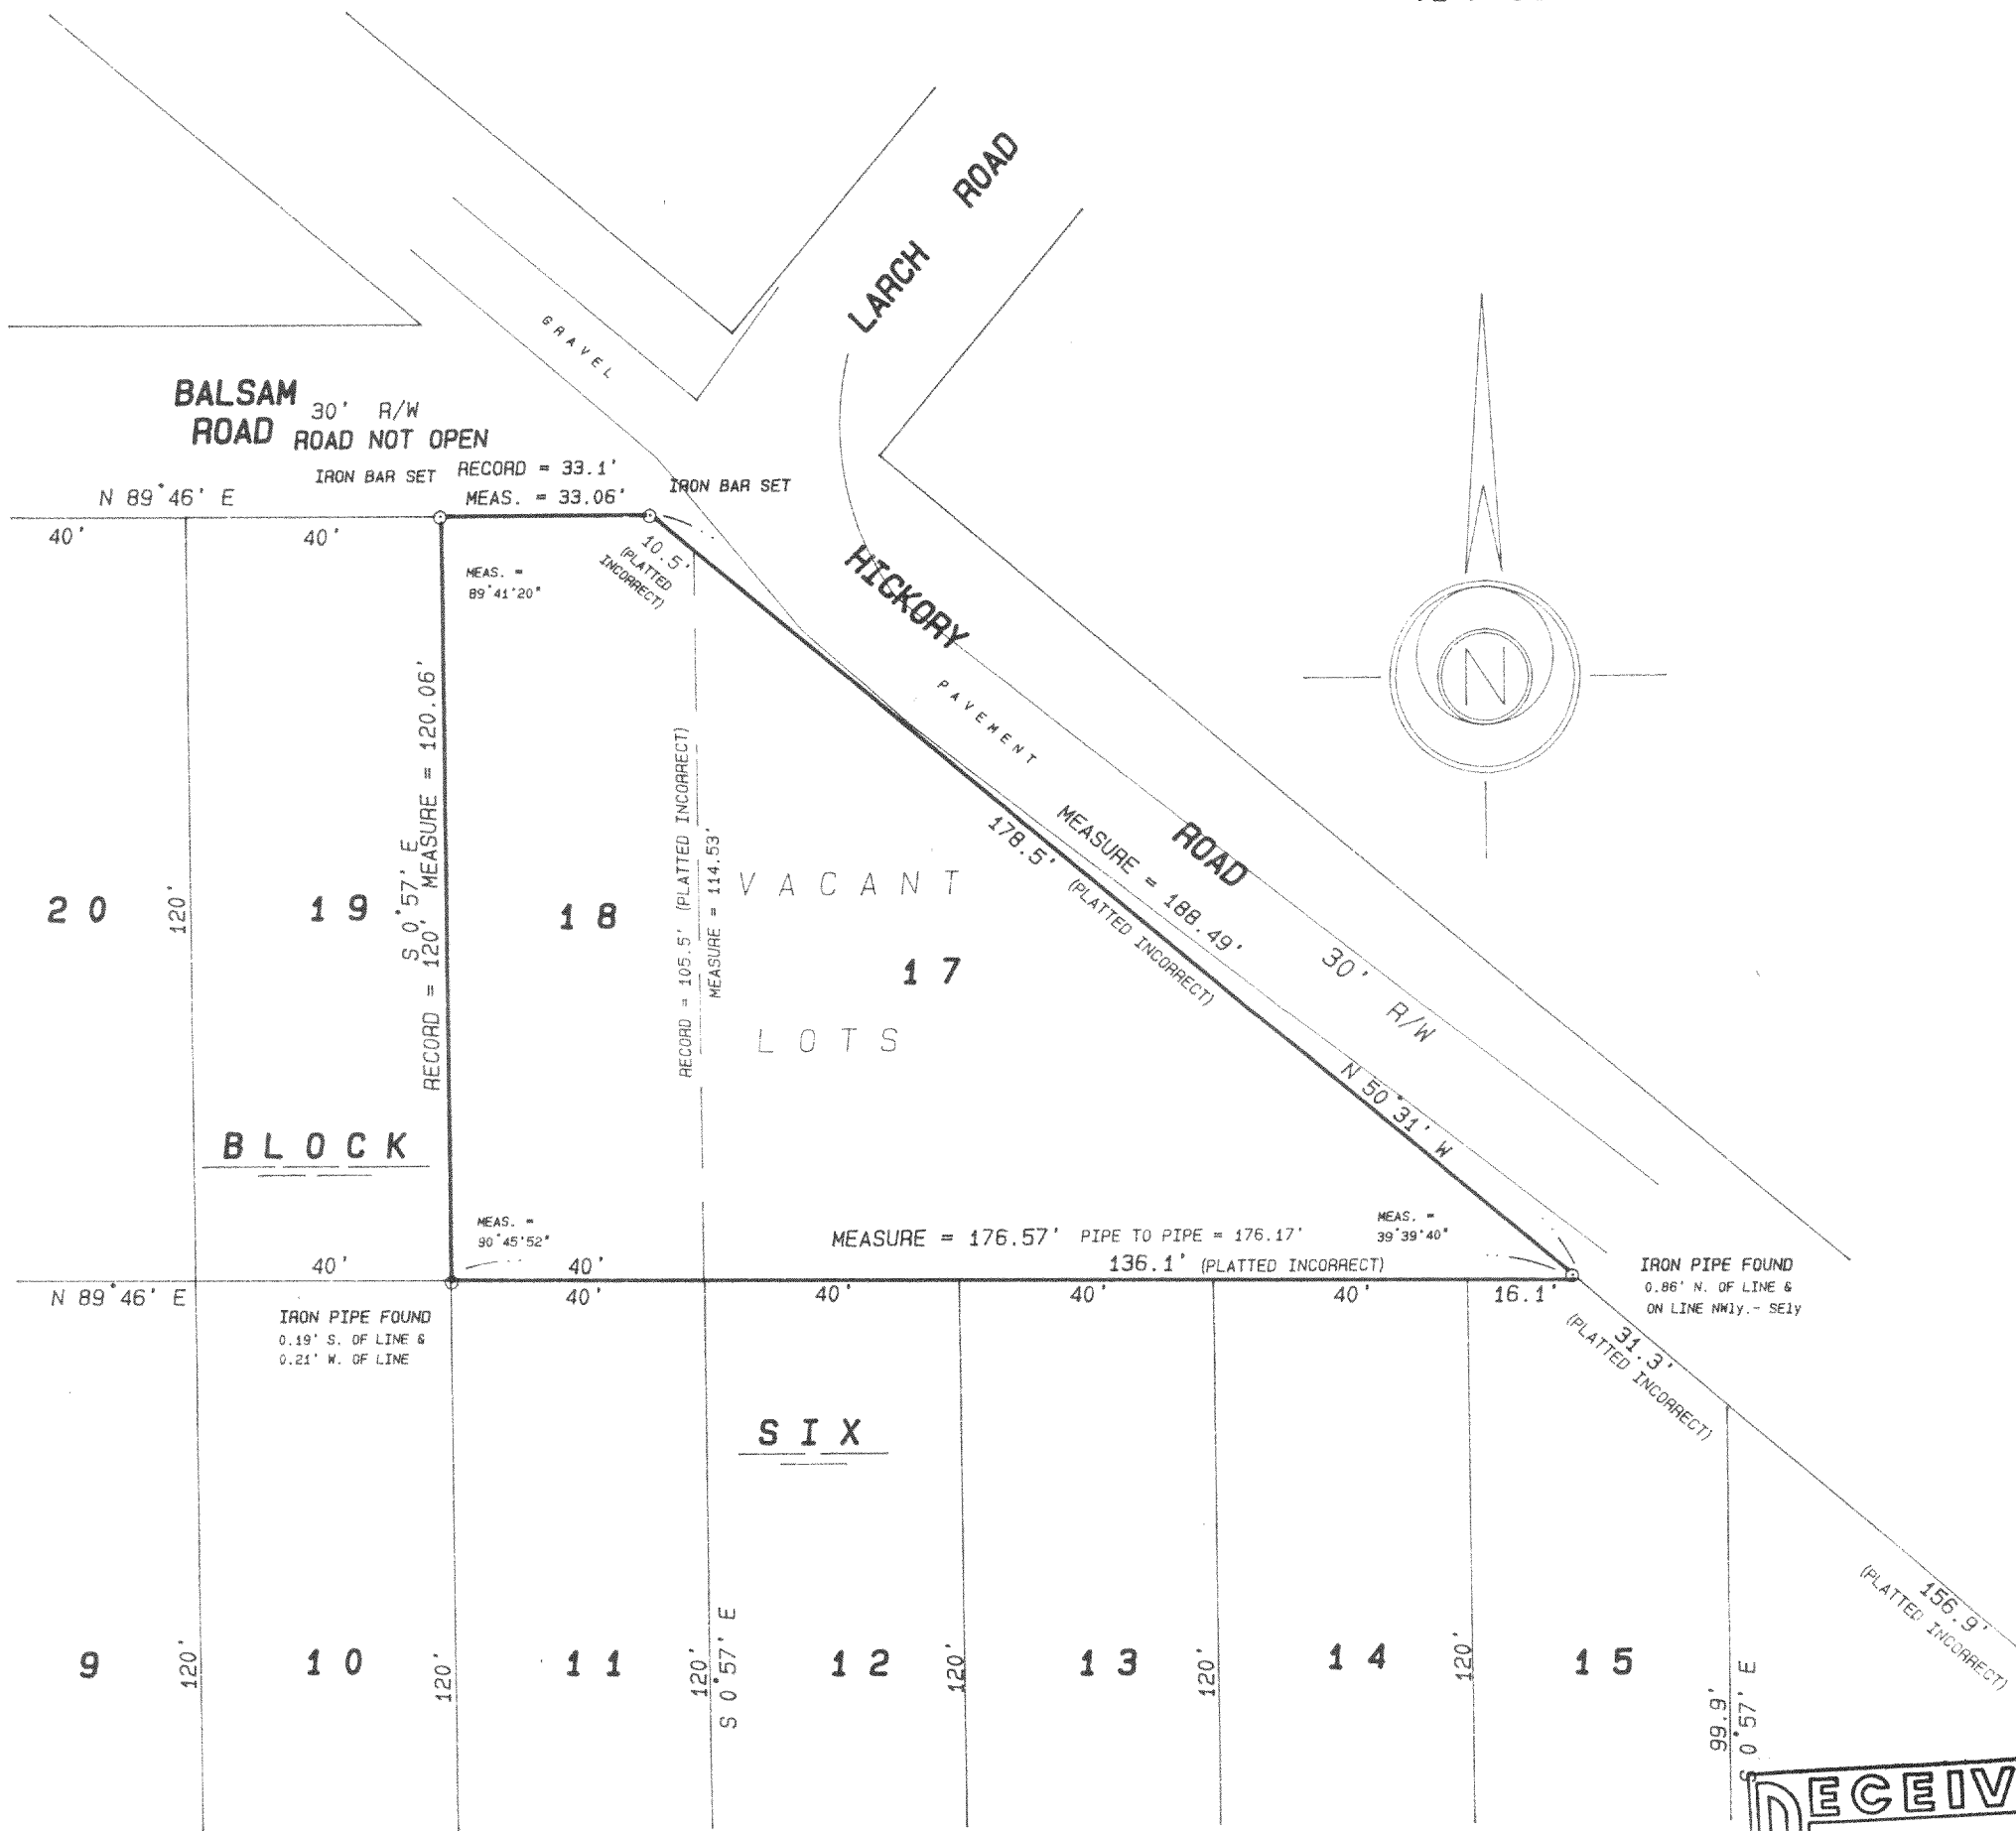 LARCH ROAD
GRAVEL
BALSAM
ROAD
30' R/W
ROAD NOT OPEN
IRON BAR SET
RECORD = 33.1'
MEAS. = 33.06'
IRON BAR SET
N 89°46' E
40'
40'
10.5'
(PLATTED
INCORRECT)
MEAS. =
89°41'20"
HICKORY
ROAD
PAVEMENT
30' R/W
N
S 0°57' E
RECORD = 120' MEASURE = 120.06'
RECORD = 105.5' (PLATTED INCORRECT)
MEASURE = 114.53'
MEASURE = 188.49'
178.5' (PLATTED INCORRECT)
N 50°31' W
VACANT
LOTS
20
120'
19
18
17
BLOCK
MEAS. =
90°45'52"
MEASURE = 176.57' PIPE TO PIPE = 176.17'
136.1' (PLATTED INCORRECT)
MEAS. =
39°39'40"
40'
40'
N 89°46' E
40'
40'
40'
40'
16.1'
IRON PIPE FOUND
0.86' N. OF LINE &
ON LINE NWly.- SEly
IRON PIPE FOUND
0.19' S. OF LINE &
0.21' W. OF LINE
31.3'
(PLATTED INCORRECT)
SIX
156.9'
(PLATTED INCORRECT)
9
120'
10
120'
11
120'
S 0°57' E
12
120'
13
120'
14
120'
15
99.9'
S 0°57' E
ECEIV